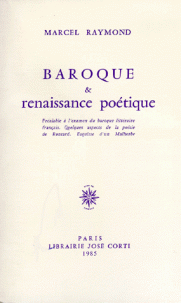 MARCEL RAYMOND
BAROQUE
&
renaissance poétique
Préalable à l'examen du baroque littéraire
français. Quelques aspects de la poésie
de Ronsard. Esquisse d'un Malherbe
PARIS
LIBRAIRIE JOSÉ CORTI
1985